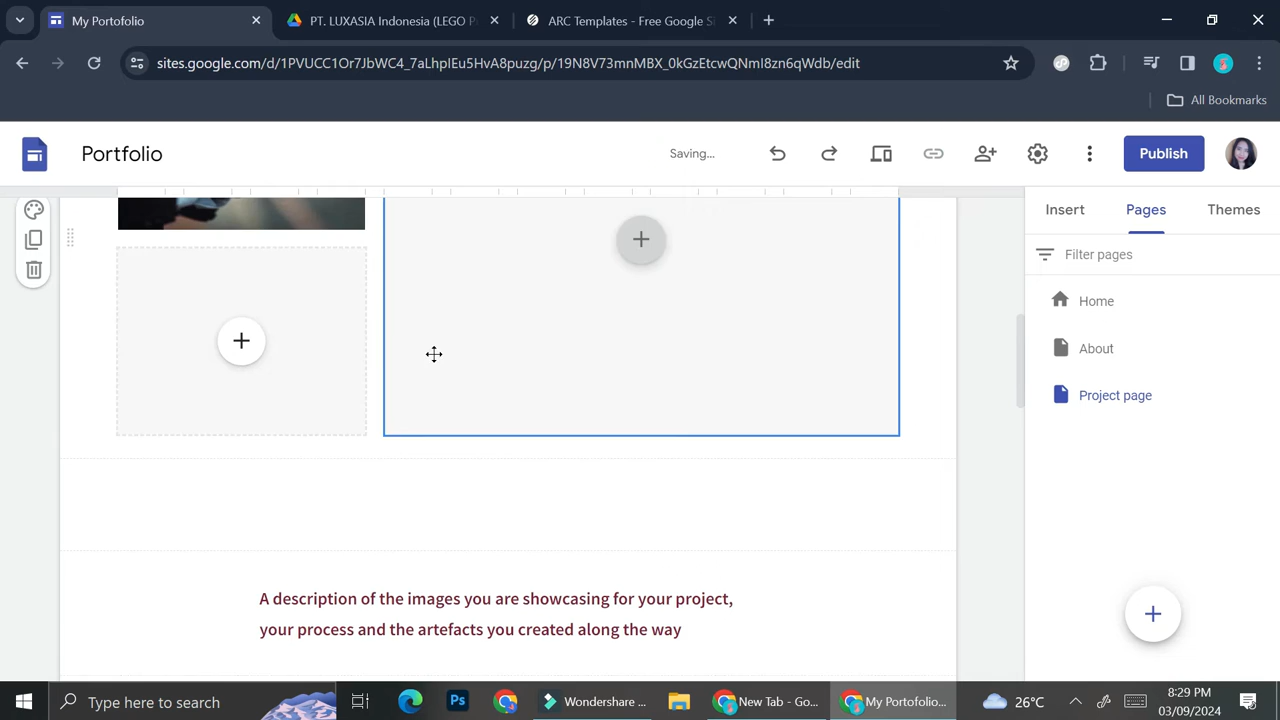 My Portofolio
PT. LUXASIA Indonesia (LEGO P
ARC Templates - Free Google Sl
sites.google.com/d/1PVUCC1Or7JbWC4_7aLhpIEu5HvA8puzg/p/19N8V73mnMBX_0kGzEtcwQNmI8zn6qWdb/edit
All Bookmarks
Portfolio
Saving...
Publish
Insert
Pages
Themes
Filter pages
Home
About
Project page
A description of the images you are showcasing for your project,
your process and the artefacts you created along the way
Type here to search
Ps
Wondershare ...
New Tab - Go...
My Portofolio...
26°C
8:29 PM
03/09/2024